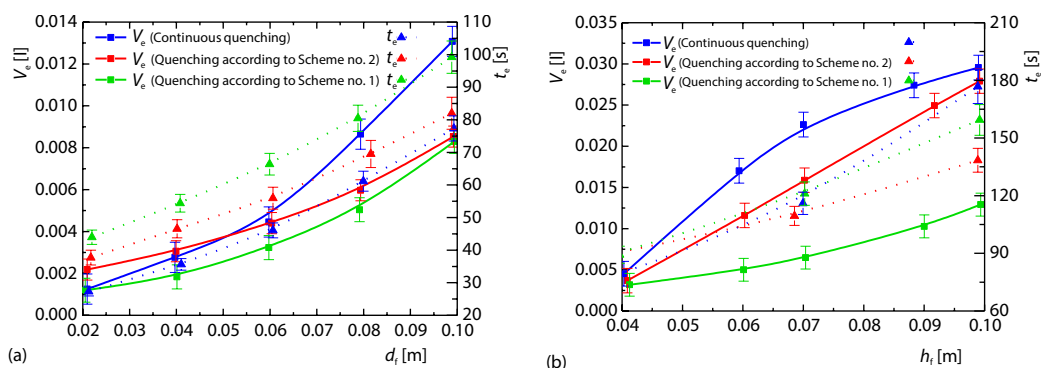 0.014
0.012
0.010
0.008
0.006
0.004
0.002
0.000
V_e [l]
V_e (Continuous quenching) t_e
V_e (Quenching according to Scheme no. 2) t_e
V_e (Quenching according to Scheme no. 1) t_e
110
100
90
80
70
60
50
40
30
20
t_e [s]
0.02 0.03 0.04 0.05 0.06 0.07 0.08 0.09 0.10
(a) d_f [m]
0.035
0.030
0.025
0.020
0.015
0.010
0.005
0.000
V_e [l]
V_e (Continuous quenching) t_e
V_e (Quenching according to Scheme no. 2) t_e
V_e (Quenching according to Scheme no. 1) t_e
210
180
150
120
90
60
t_e [s]
0.04 0.05 0.06 0.07 0.08 0.09 0.10
(b) h_f [m]